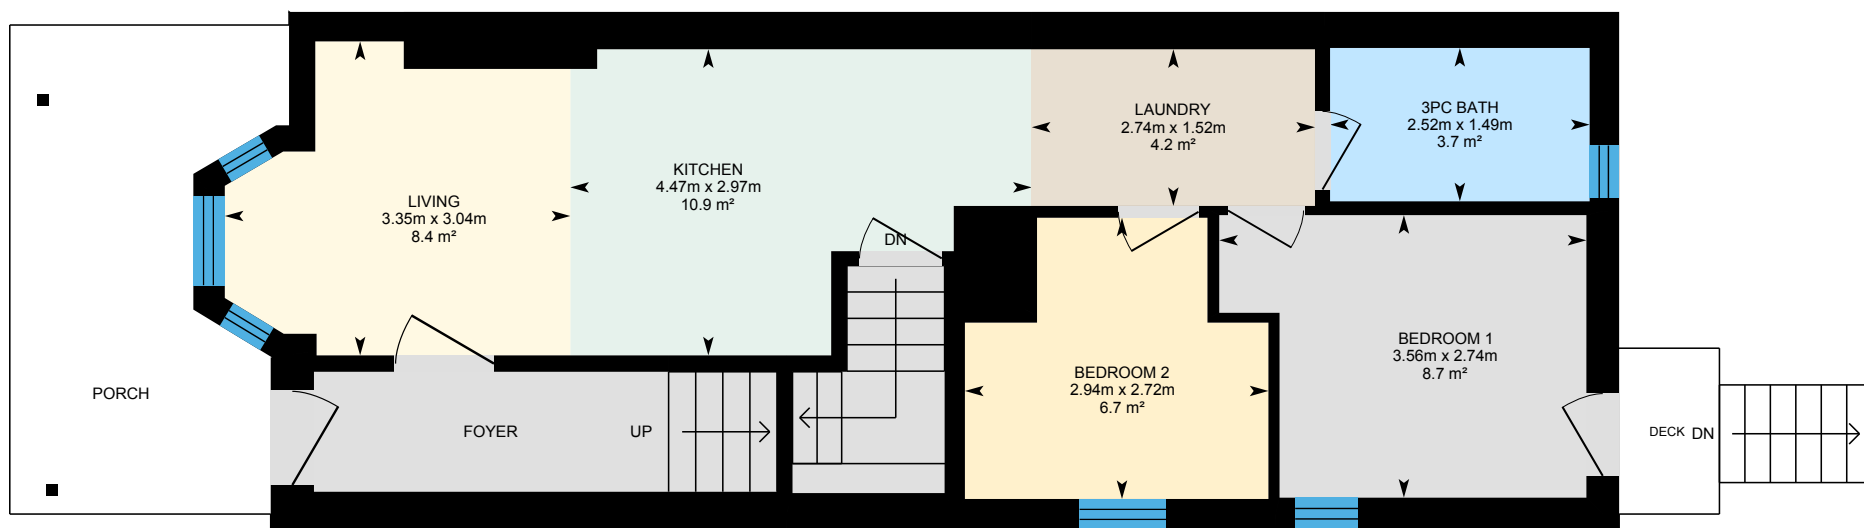 LIVING
3.35m x 3.04m
8.4 m²
KITCHEN
4.47m x 2.97m
10.9 m²
LAUNDRY
2.74m x 1.52m
4.2 m²
3PC BATH
2.52m x 1.49m
3.7 m²
DN
BEDROOM 2
2.94m x 2.72m
6.7 m²
BEDROOM 1
3.56m x 2.74m
8.7 m²
PORCH
FOYER
UP
DECK
DN